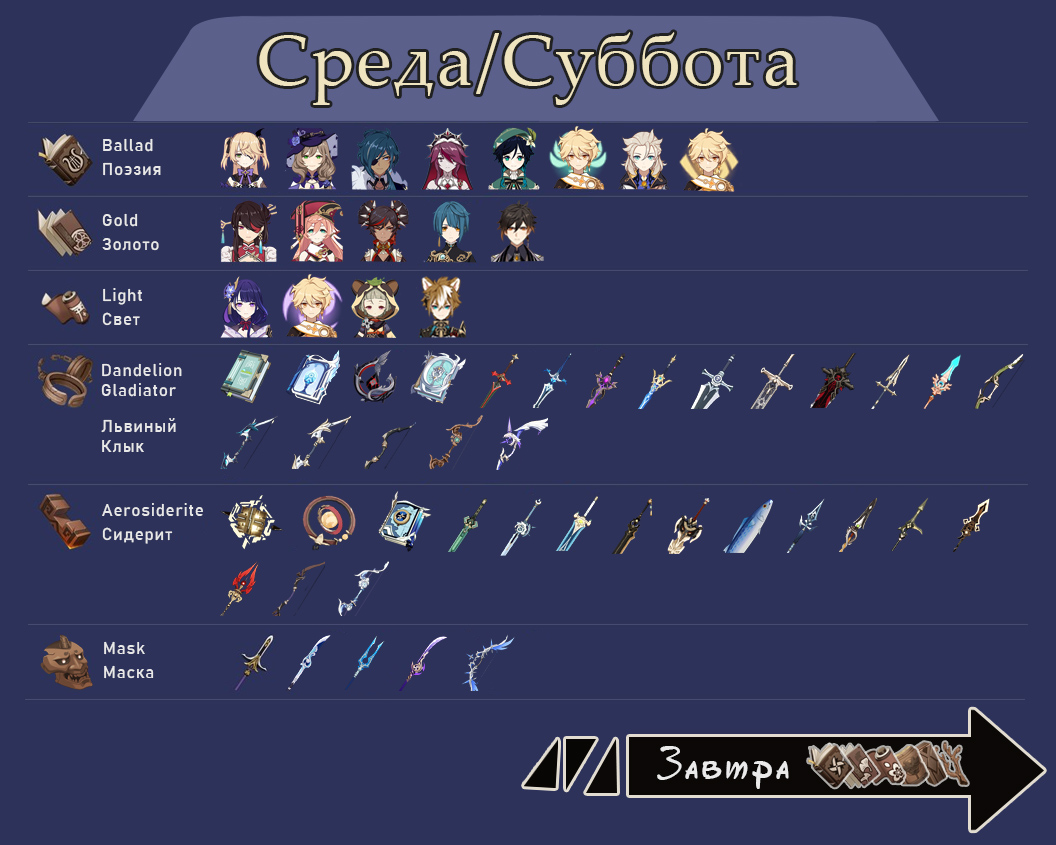 Среда/Суббота
Ballad
Поэзия
Gold
Золото
Light
Свет
Dandelion
Gladiator
Львиный
Клык
Aerosiderite
Сидерит
Mask
Маска
Завтра